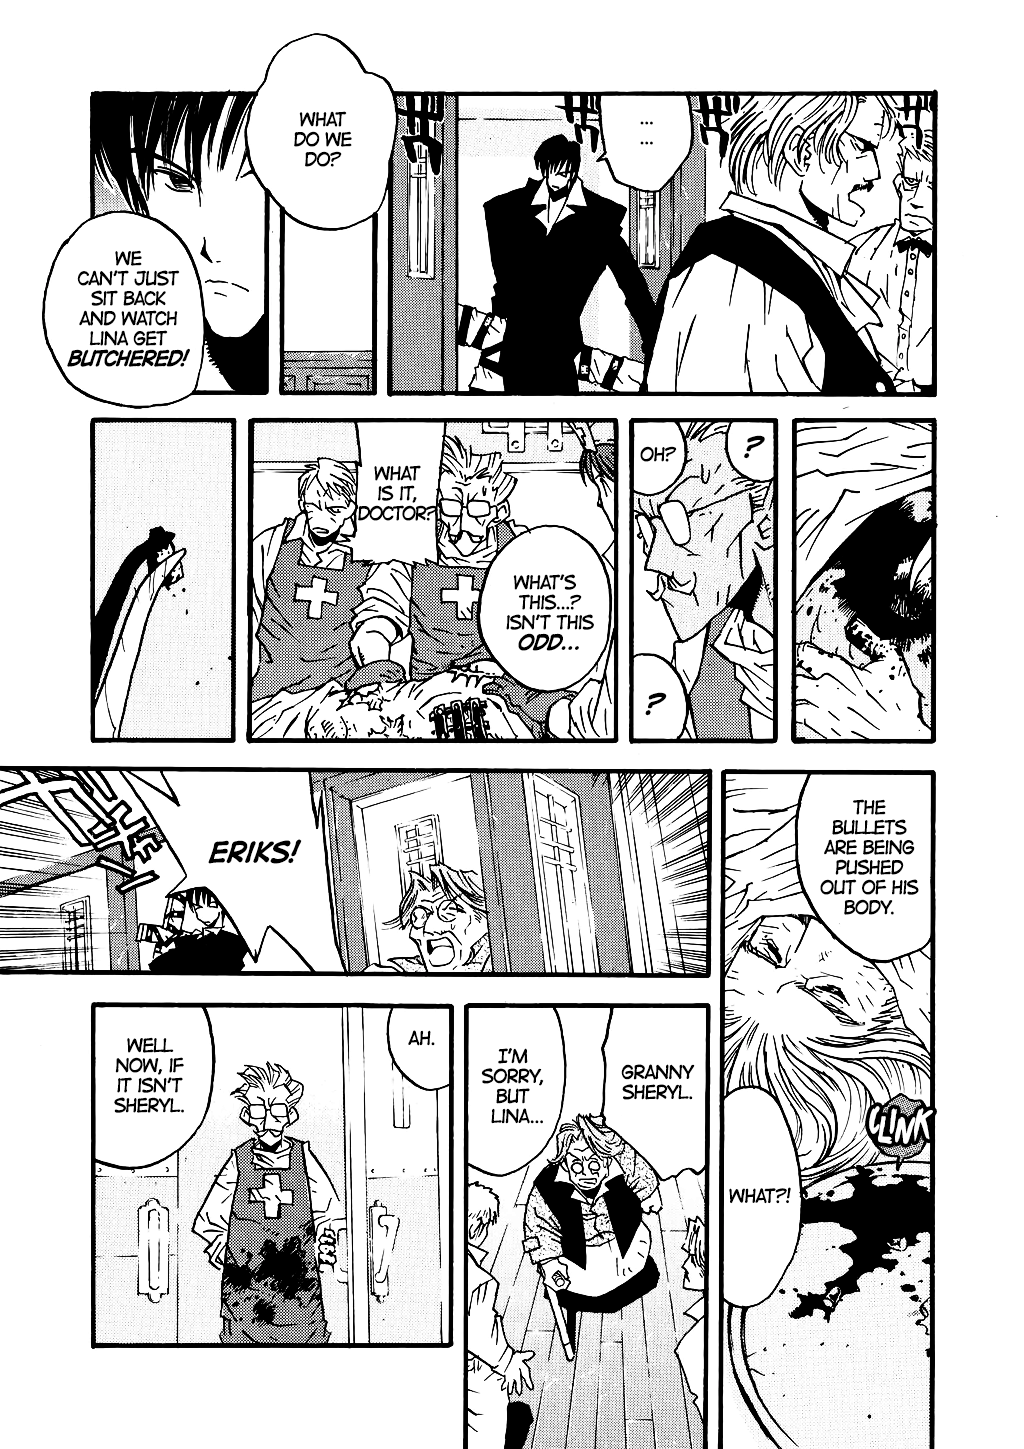 ...
...
WHAT
DO WE
DO?
WE
CAN'T JUST
SIT BACK
AND WATCH
LINA GET
BUTCHERED!
?
OH?
?
WHAT'S
THIS...?
ISN'T THIS
ODD...
WHAT
IS IT,
DOCTOR?
THE
BULLETS
ARE BEING
PUSHED
OUT OF HIS
BODY.
CLINK
WHAT?!
ERIKS!
GRANNY
SHERYL.
I'M
SORRY,
BUT
LINA...
AH.
WELL
NOW, IF
IT ISN'T
SHERYL.